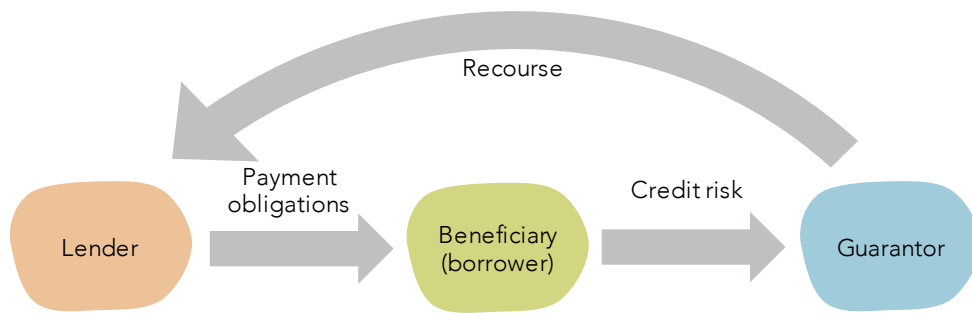 Recourse
Payment
obligations
Credit risk
Lender
Beneficiary
(borrower)
Guarantor